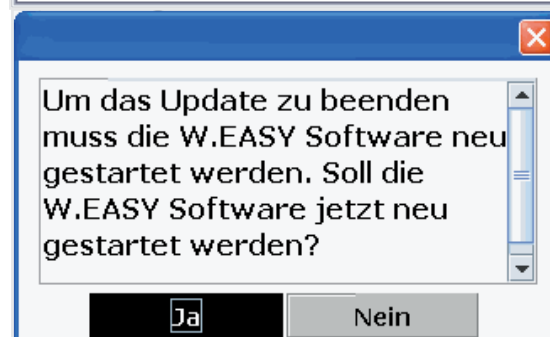 Um das Update zu beenden
muss die W.EASY Software neu
gestartet werden. Soll die
W.EASY Software jetzt neu
gestartet werden?
Ja
Nein